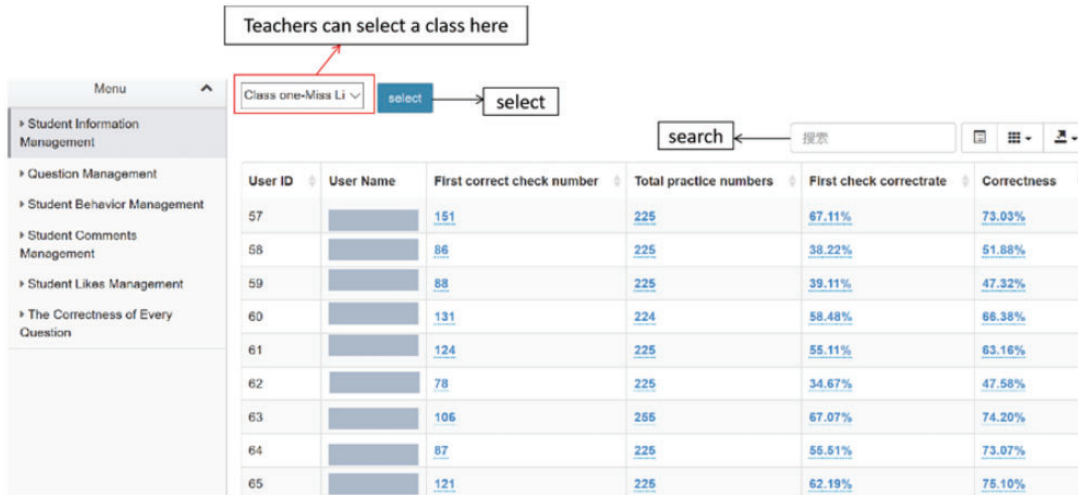 Teachers can select a class here
Menu
Class one-Miss Li
select
select
Student Information
Management
search
搜索
Question Management
Student Behavior Management
Student Comments
Management
Student Likes Management
The Correctness of Every
Question
User ID User Name First correct check number Total practice numbers First check correctrate Correctness
57 151 225 67.11% 73.03%
58 86 225 38.22% 51.88%
59 88 225 39.11% 47.32%
60 131 224 58.48% 66.38%
61 124 225 55.11% 63.16%
62 78 225 34.67% 47.58%
63 106 255 67.07% 74.20%
64 87 225 55.51% 73.07%
65 121 225 62.19% 75.10%